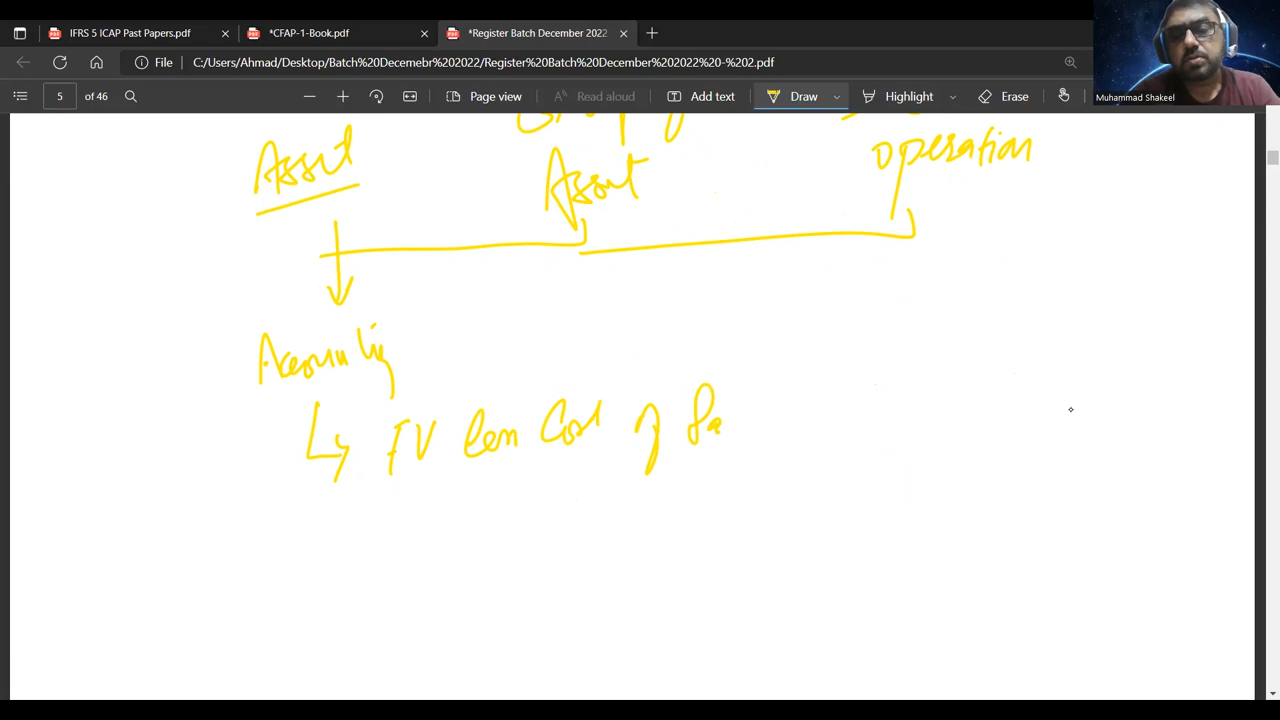 IFRS 5 ICAP Past Papers.pdf
*CFAP-1-Book.pdf
*Register Batch December 2022
File
C:/Users/Ahmad/Desktop/Batch%20Decemebr%202022/Register%20Batch%20December%202022%20-%202.pdf
5 of 46
Page view
Read aloud
Add text
Draw
Highlight
Erase
Muhammad Shakeel
Asset
Asset
operation
Accounting
FV less Cost of Sa